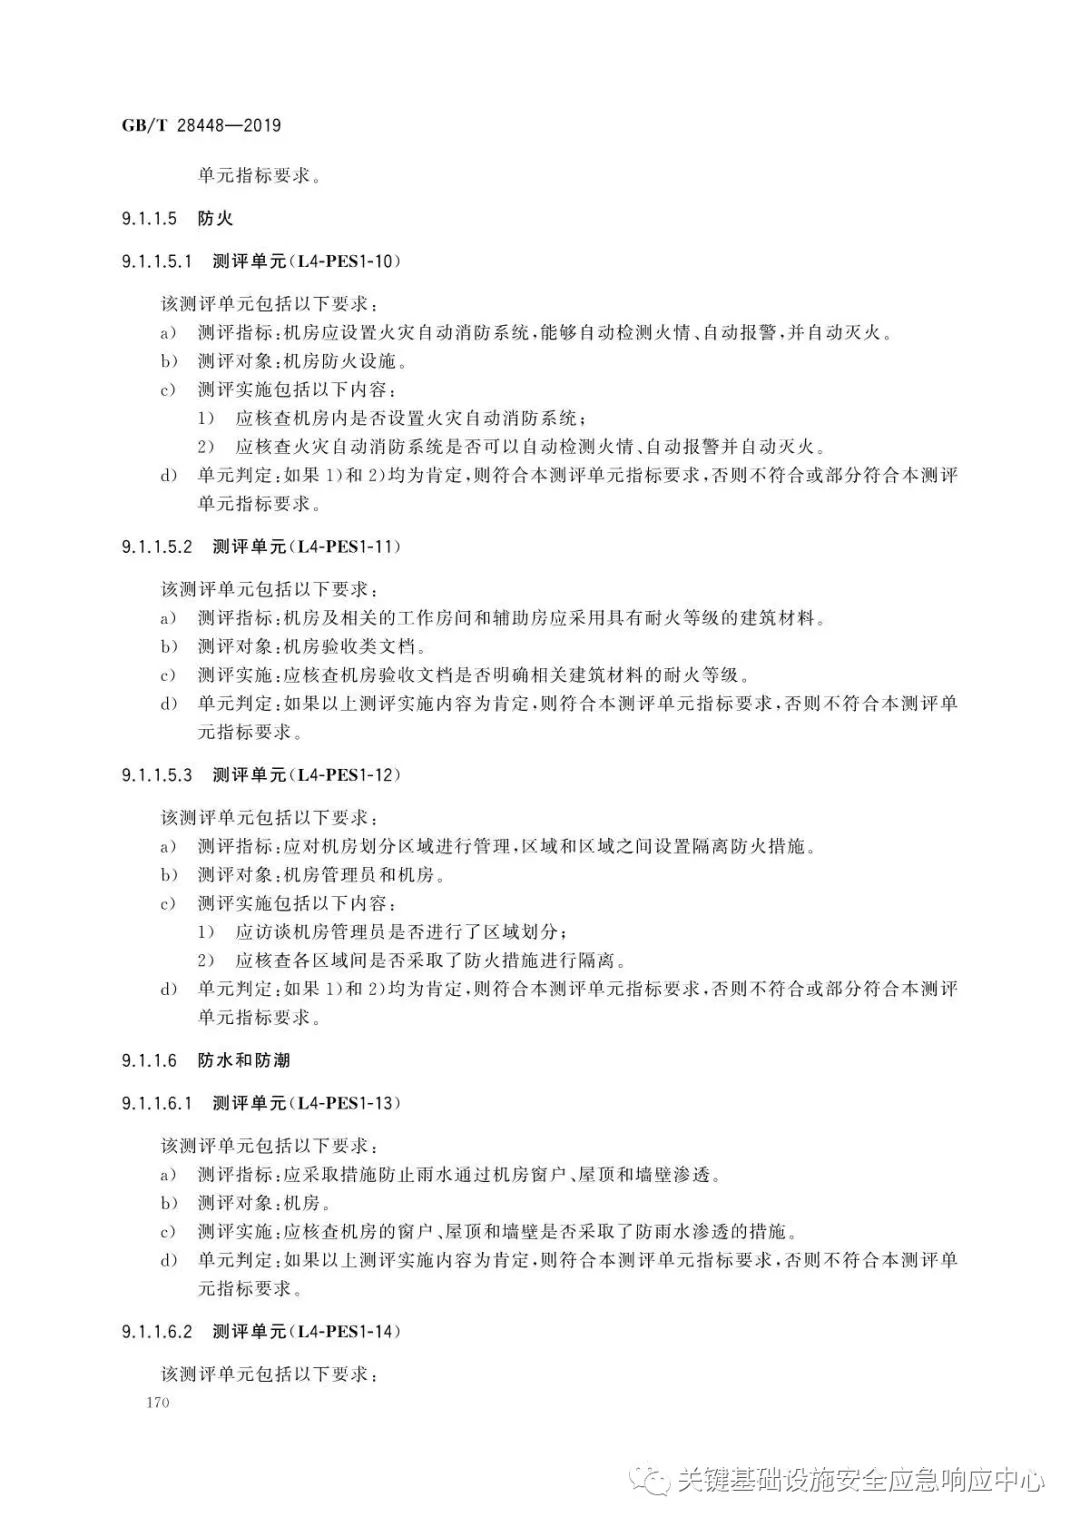 GB/T 28448—2019
单元指标要求。
9.1.1.5 防火
9.1.1.5.1 测评单元(L4-PES1-10)
该测评单元包括以下要求:
a) 测评指标:机房应设置火灾自动消防系统,能够自动检测火情、自动报警,并自动灭火。
b) 测评对象:机房防火设施。
c) 测评实施包括以下内容:
1) 应核查机房内是否设置火灾自动消防系统;
2) 应核查火灾自动消防系统是否可以自动检测火情、自动报警并自动灭火。
d) 单元判定:如果1)和2)均为肯定,则符合本测评单元指标要求,否则不符合或部分符合本测评
单元指标要求。
9.1.1.5.2 测评单元(L4-PES1-11)
该测评单元包括以下要求:
a) 测评指标:机房及相关的工作房间和辅助房应采用具有耐火等级的建筑材料。
b) 测评对象:机房验收类文档。
c) 测评实施:应核查机房验收文档是否明确相关建筑材料的耐火等级。
d) 单元判定:如果以上测评实施内容为肯定,则符合本测评单元指标要求,否则不符合本测评单
元指标要求。
9.1.1.5.3 测评单元(L4-PES1-12)
该测评单元包括以下要求:
a) 测评指标:应对机房划分区域进行管理,区域和区域之间设置隔离防火措施。
b) 测评对象:机房管理员和机房。
c) 测评实施包括以下内容:
1) 应访谈机房管理员是否进行了区域划分;
2) 应核查各区域间是否采取了防火措施进行隔离。
d) 单元判定:如果1)和2)均为肯定,则符合本测评单元指标要求,否则不符合或部分符合本测评
单元指标要求。
9.1.1.6 防水和防潮
9.1.1.6.1 测评单元(L4-PES1-13)
该测评单元包括以下要求:
a) 测评指标:应采取措施防止雨水通过机房窗户、屋顶和墙壁渗透。
b) 测评对象:机房。
c) 测评实施:应核查机房的窗户、屋顶和墙壁是否采取了防雨水渗透的措施。
d) 单元判定:如果以上测评实施内容为肯定,则符合本测评单元指标要求,否则不符合本测评单
元指标要求。
9.1.1.6.2 测评单元(L4-PES1-14)
该测评单元包括以下要求:
170
关键基础设施安全应急响应中心